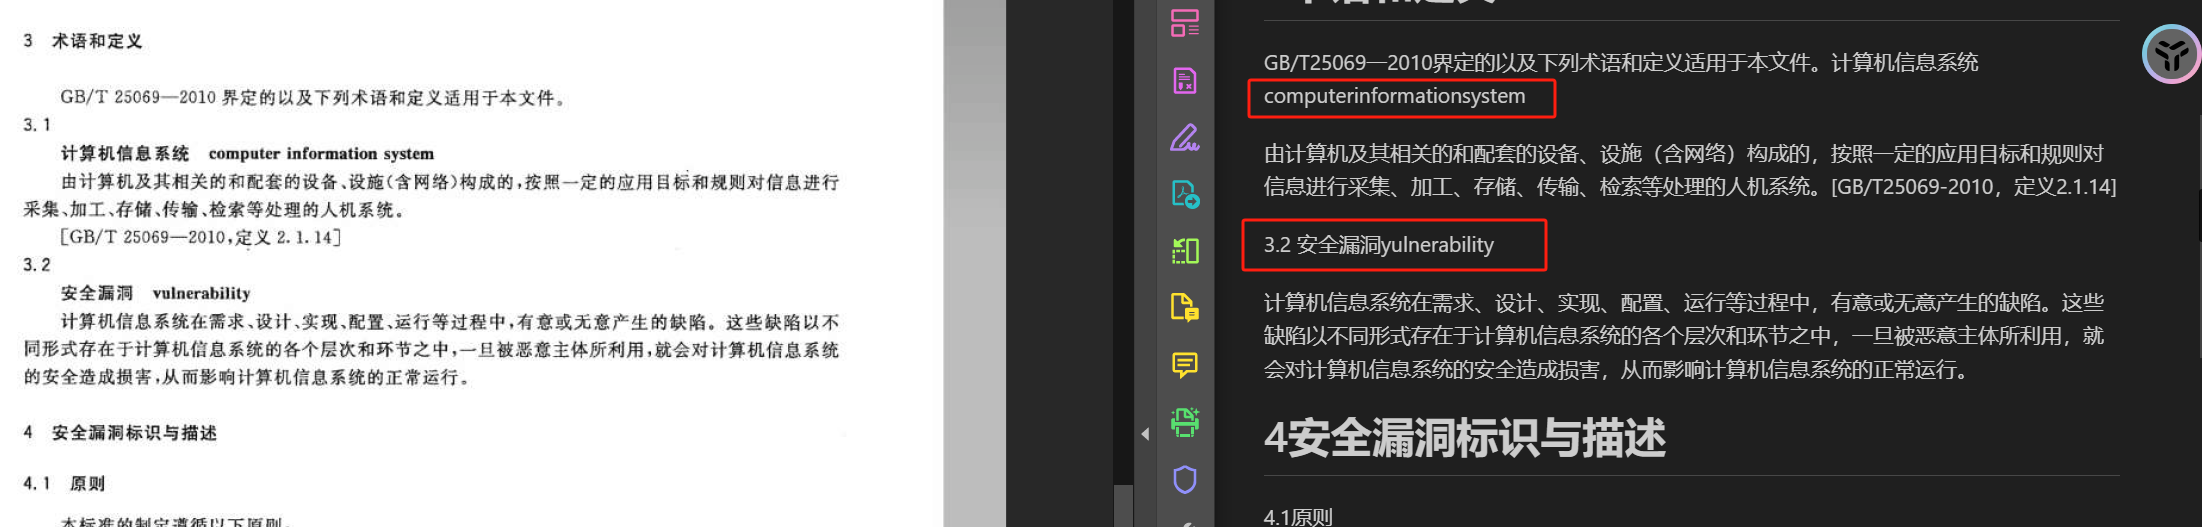 3 术语和定义
GB/T 25069—2010 界定的以及下列术语和定义适用于本文件。
3.1
计算机信息系统 computer information system
由计算机及其相关的和配套的设备、设施(含网络)构成的,按照一定的应用目标和规则对信息进行
采集、加工、存储、传输、检索等处理的人机系统。
[GB/T 25069—2010,定义 2.1.14]
3.2
安全漏洞 vulnerability
计算机信息系统在需求、设计、实现、配置、运行等过程中,有意或无意产生的缺陷。这些缺陷以不
同形式存在于计算机信息系统的各个层次和环节之中,一旦被恶意主体所利用,就会对计算机信息系统
的安全造成损害,从而影响计算机信息系统的正常运行。
4 安全漏洞标识与描述
4.1 原则
本标准的制定遵循以下原则。
GB/T25069—2010界定的以及下列术语和定义适用于本文件。计算机信息系统
computerinformationsystem
由计算机及其相关的和配套的设备、设施（含网络）构成的，按照一定的应用目标和规则对
信息进行采集、加工、存储、传输、检索等处理的人机系统。[GB/T25069-2010，定义2.1.14]
3.2 安全漏洞yulnerability
计算机信息系统在需求、设计、实现、配置、运行等过程中，有意或无意产生的缺陷。这些
缺陷以不同形式存在于计算机信息系统的各个层次和环节之中，一旦被恶意主体所利用，就
会对计算机信息系统的安全造成损害，从而影响计算机信息系统的正常运行。
4安全漏洞标识与描述
4.1原则